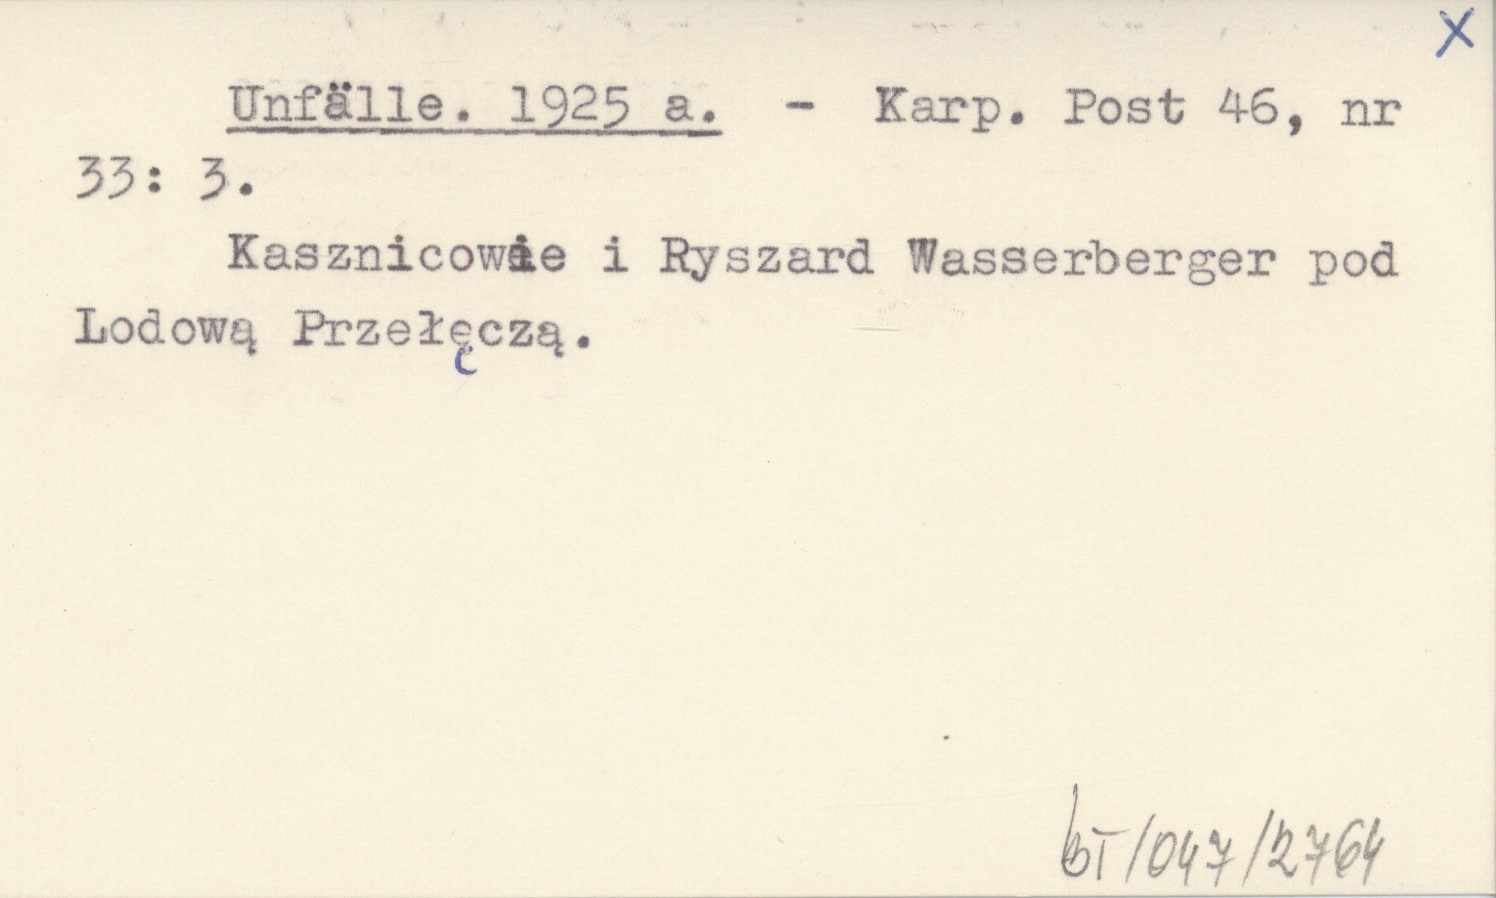 X
Unfälle. 1925 a. - Karp. Post 46, nr
33: 3.
Kasznicowie i Ryszard Wasserberger pod
Lodową Przełęczą.
BT/047/2764